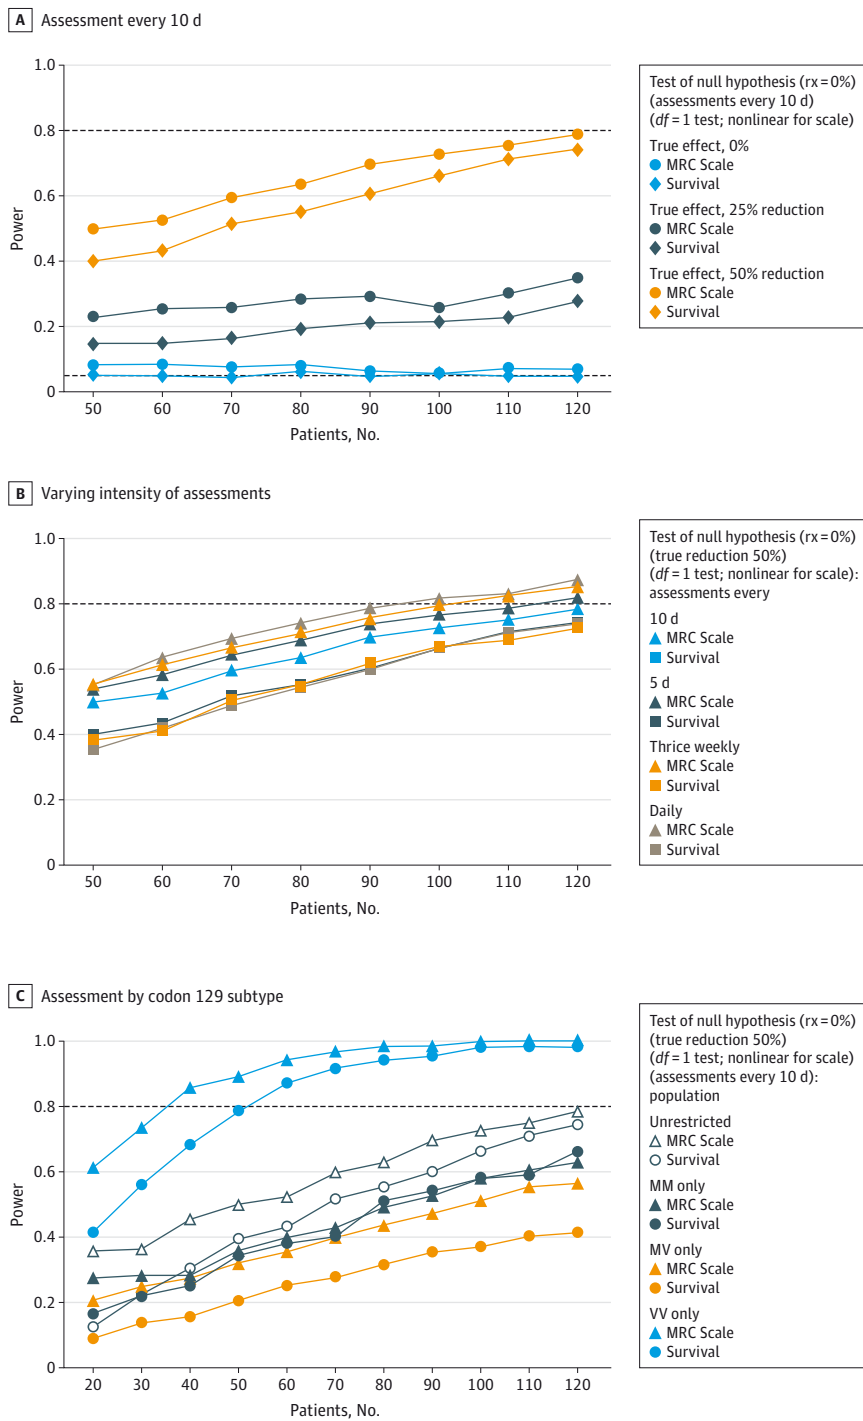 A Assessment every 10 d
1.0
0.8
0.6
0.4
0.2
0
Power
50 60 70 80 90 100 110 120
Patients, No.
Test of null hypothesis (rx = 0%)
(assessments every 10 d)
(df = 1 test; nonlinear for scale)
True effect, 0%
MRC Scale
Survival
True effect, 25% reduction
MRC Scale
Survival
True effect, 50% reduction
MRC Scale
Survival
B Varying intensity of assessments
1.0
0.8
0.6
0.4
0.2
0
Power
50 60 70 80 90 100 110 120
Patients, No.
Test of null hypothesis (rx = 0%)
(true reduction 50%)
(df = 1 test; nonlinear for scale):
assessments every
10 d
MRC Scale
Survival
5 d
MRC Scale
Survival
Thrice weekly
MRC Scale
Survival
Daily
MRC Scale
Survival
C Assessment by codon 129 subtype
1.0
0.8
0.6
0.4
0.2
0
Power
20 30 40 50 60 70 80 90 100 110 120
Patients, No.
Test of null hypothesis (rx = 0%)
(true reduction 50%)
(df = 1 test; nonlinear for scale)
(assessments every 10 d):
population
Unrestricted
MRC Scale
Survival
MM only
MRC Scale
Survival
MV only
MRC Scale
Survival
VV only
MRC Scale
Survival